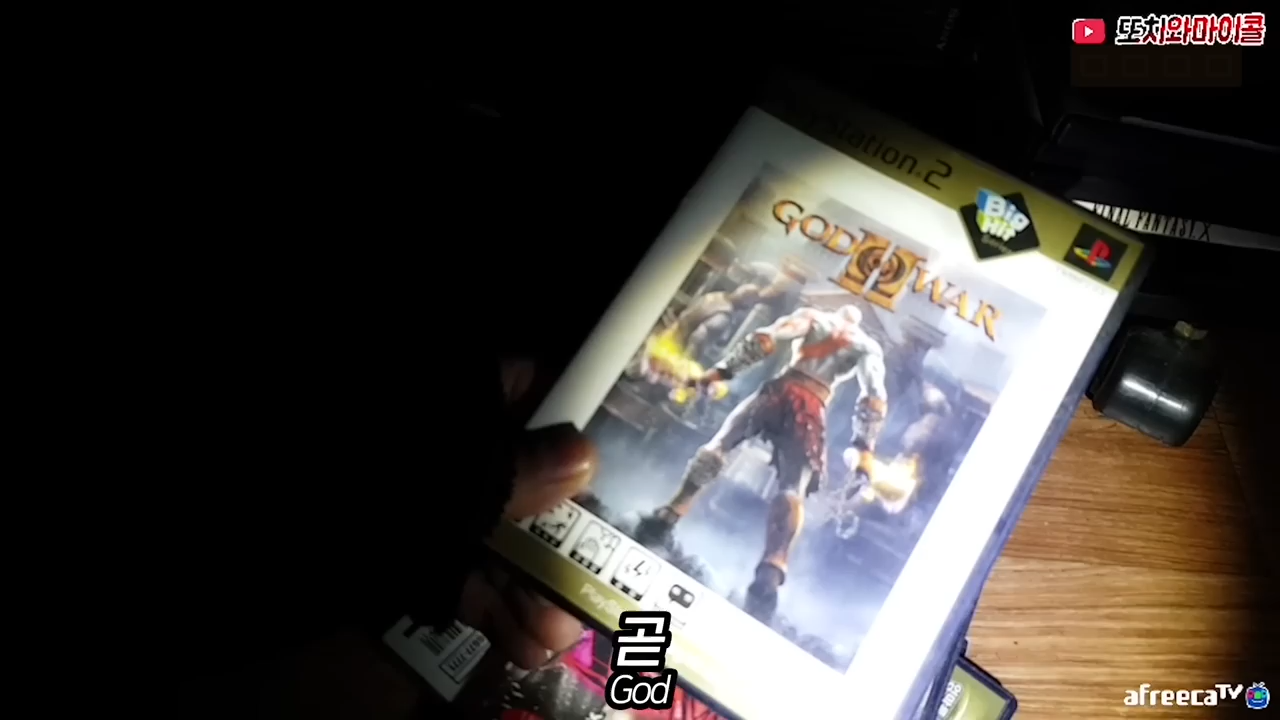 또치와마이콜
PlayStation.2
Big
Hit
Series
GOD OF WAR
II
FINAL FANTASY X
곧
God
afreecaTV